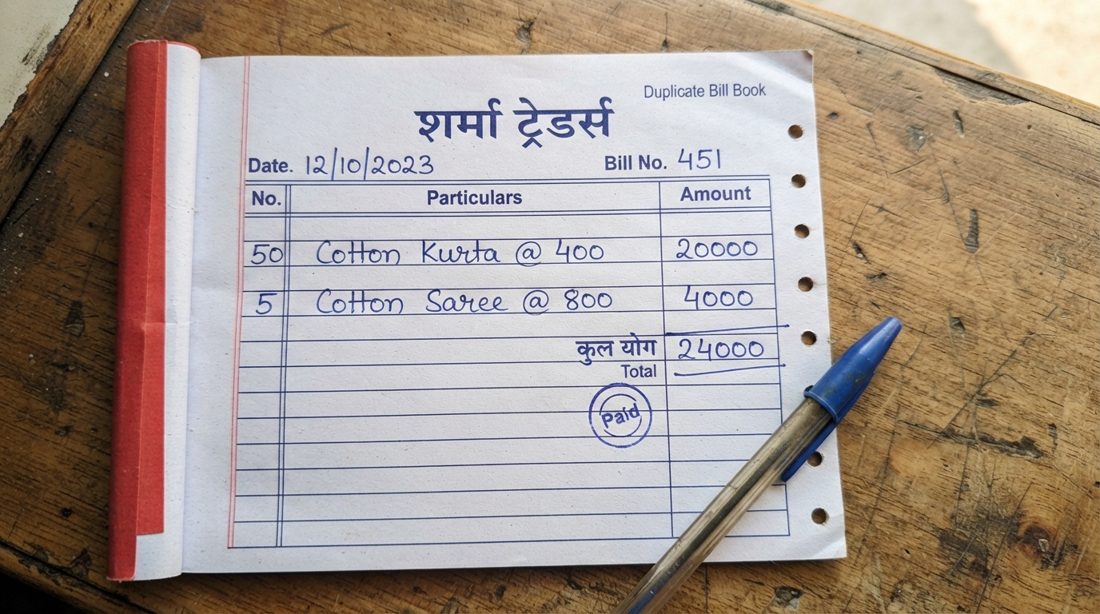 Duplicate Bill Book
शर्मा ट्रेडर्स
Date. 12/10/2023 Bill No. 451
No. Particulars Amount
50 Cotton Kurta @ 400 20000
5 Cotton Saree @ 800 4000
कुल योग 24000
Total
Paid